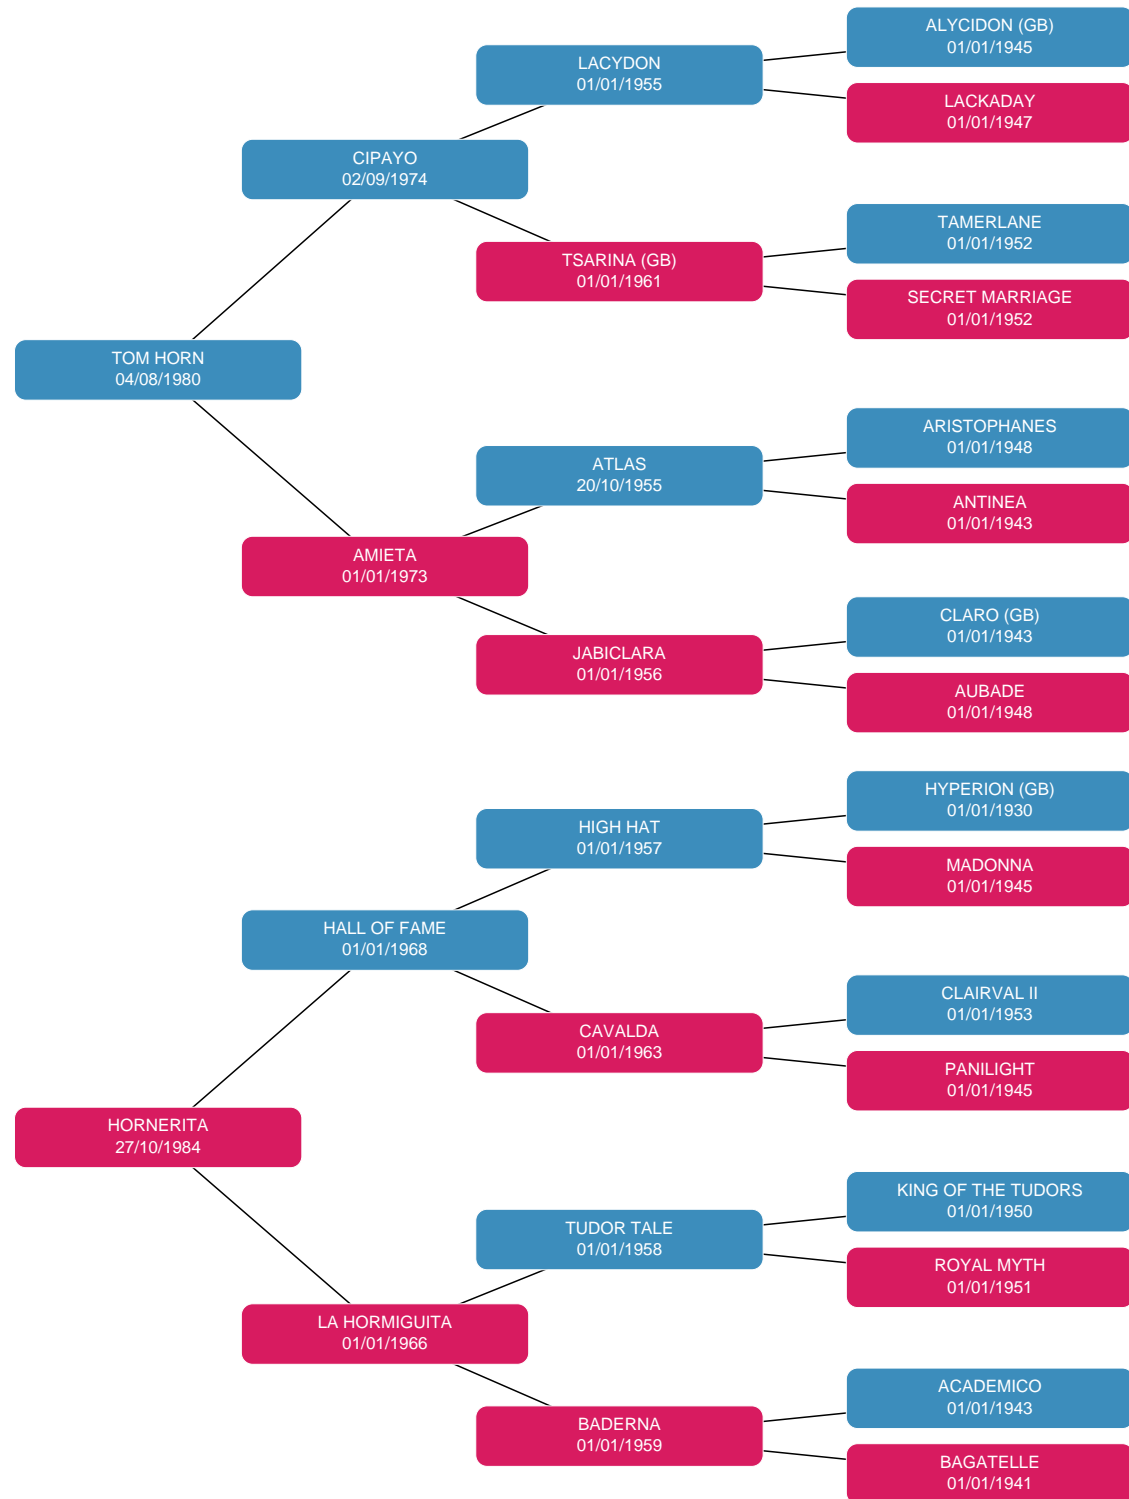 ALYCIDON (GB)
01/01/1945
LACYDON
01/01/1955
LACKADAY
01/01/1947
CIPAYO
02/09/1974
TAMERLANE
01/01/1952
TSARINA (GB)
01/01/1961
SECRET MARRIAGE
01/01/1952
TOM HORN
04/08/1980
ARISTOPHANES
01/01/1948
ATLAS
20/10/1955
ANTINEA
01/01/1943
AMIETA
01/01/1973
CLARO (GB)
01/01/1943
JABICLARA
01/01/1956
AUBADE
01/01/1948
HYPERION (GB)
01/01/1930
HIGH HAT
01/01/1957
MADONNA
01/01/1945
HALL OF FAME
01/01/1968
CLAIRVAL II
01/01/1953
CAVALDA
01/01/1963
PANILIGHT
01/01/1945
HORNERITA
27/10/1984
KING OF THE TUDORS
01/01/1950
TUDOR TALE
01/01/1958
ROYAL MYTH
01/01/1951
LA HORMIGUITA
01/01/1966
ACADEMICO
01/01/1943
BADERNA
01/01/1959
BAGATELLE
01/01/1941